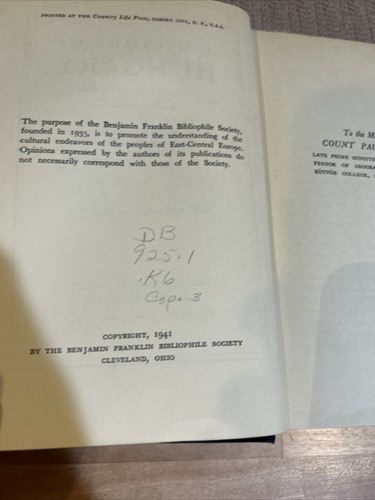 PRINTED AT THE Country Life Press, GARDEN CITY, N. Y., U.S.A.
The purpose of the Benjamin Franklin Bibliophile Society,
founded in 1935, is to promote the understanding of the
cultural endeavors of the peoples of East-Central Europe.
Opinions expressed by the authors of its publications do
not necessarily correspond with those of the Society.
DB
925.1
.K6
Cop. 3
COPYRIGHT, 1941
BY THE BENJAMIN FRANKLIN BIBLIOPHILE SOCIETY
CLEVELAND, OHIO
To the M
COUNT PAU
LATE PRIME MINIST
FESSOR OF GEOGRA
EÖTVÖS COLLEGE,